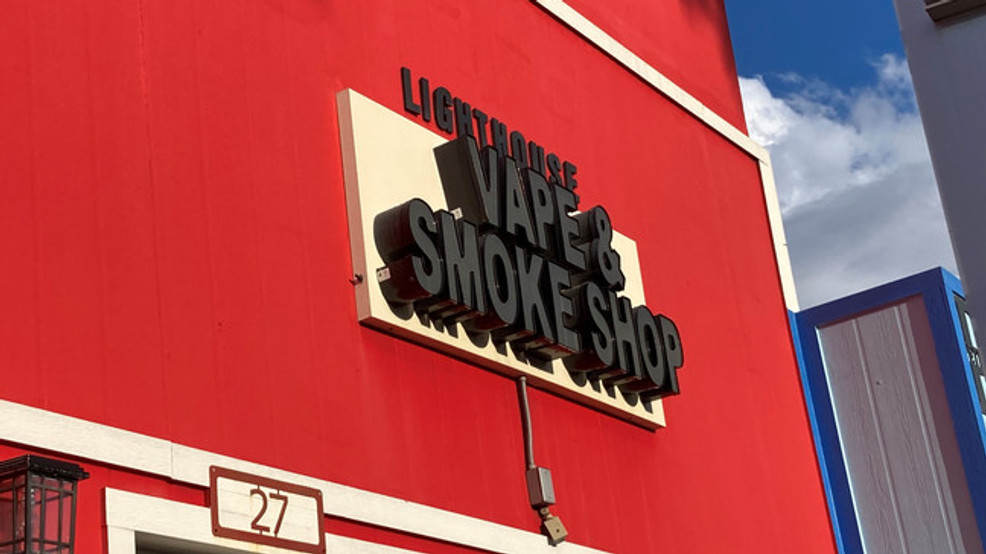 LIGHTHOUSE
VAPE &
SMOKE SHOP
27